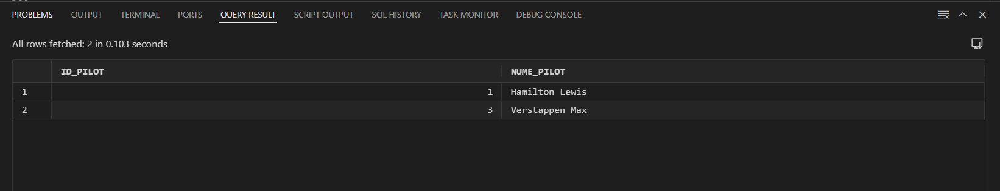 PROBLEMS OUTPUT TERMINAL PORTS QUERY RESULT SCRIPT OUTPUT SQL HISTORY TASK MONITOR DEBUG CONSOLE
All rows fetched: 2 in 0.103 seconds
ID_PILOT NUME_PILOT
1 1 Hamilton Lewis
2 3 Verstappen Max